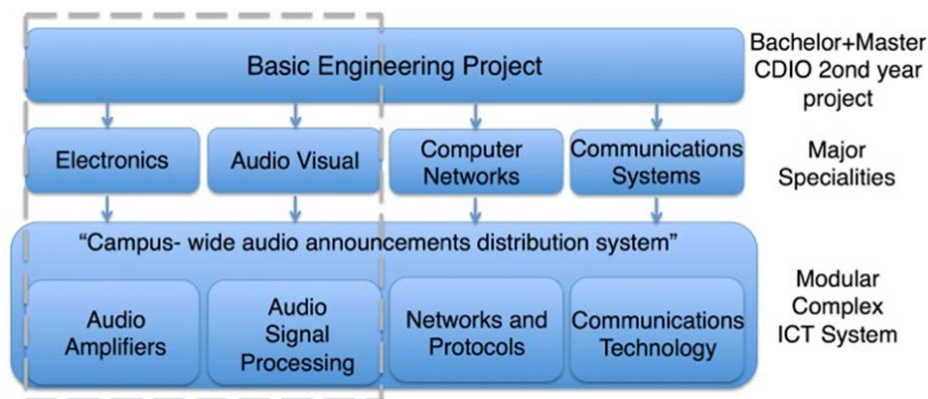 Basic Engineering Project
Bachelor+Master
CDIO 2ond year
project
Electronics
Audio Visual
Computer
Networks
Communications
Systems
Major
Specialities
“Campus- wide audio announcements distribution system”
Audio
Amplifiers
Audio
Signal
Processing
Networks and
Protocols
Communications
Technology
Modular
Complex
ICT System